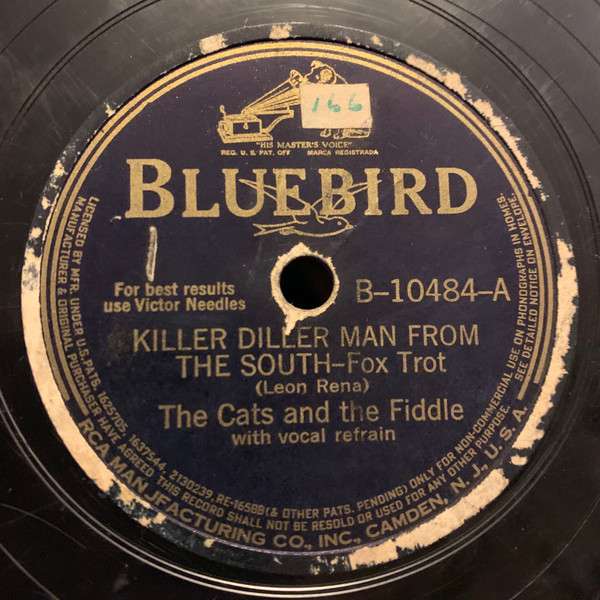 166
"HIS MASTER'S VOICE"
REG. U. S. PAT. OFF. MARCA REGISTRADA
BLUEBIRD
For best results
use Victor Needles
B-10484-A
KILLER DILLER MAN FROM
THE SOUTH-Fox Trot
(Leon Rena)
The Cats and the Fiddle
with vocal refrain
LICENSED BY MFR. UNDER U.S. PATS. 1625705, 1637544, 2130239, RE-16588 (& OTHER PATS. PENDING) ONLY FOR NON-COMMERCIAL USE ON PHONOGRAPHS IN HOMES.
MANUFACTURER & ORIGINAL PURCHASER HAVE AGREED THIS RECORD SHALL NOT BE RESOLD OR USED FOR ANY OTHER PURPOSE. SEE DETAILED NOTICE ON ENVELOPE.
RCA MANUFACTURING CO., INC., CAMDEN, N. J., U. S. A.